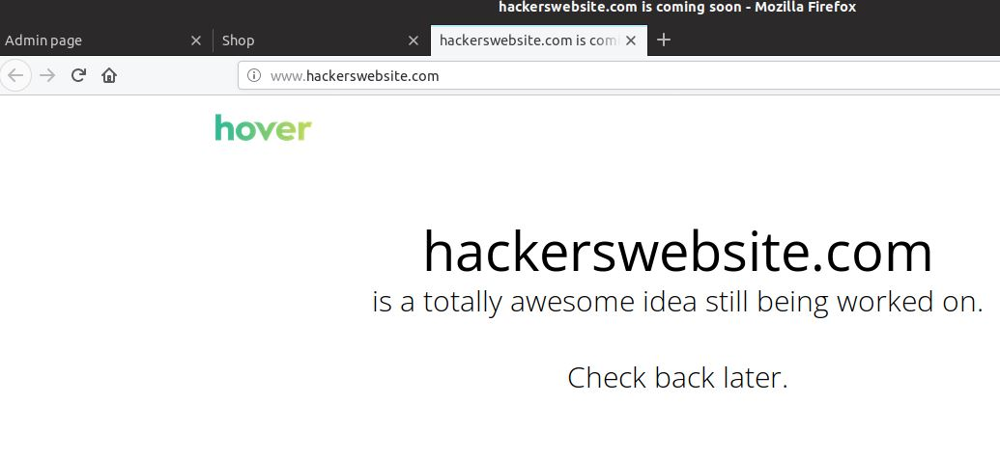 hackerswebsite.com is coming soon - Mozilla Firefox
Admin page
Shop
hackerswebsite.com is com
www.hackerswebsite.com
hover
hackerswebsite.com
is a totally awesome idea still being worked on.
Check back later.